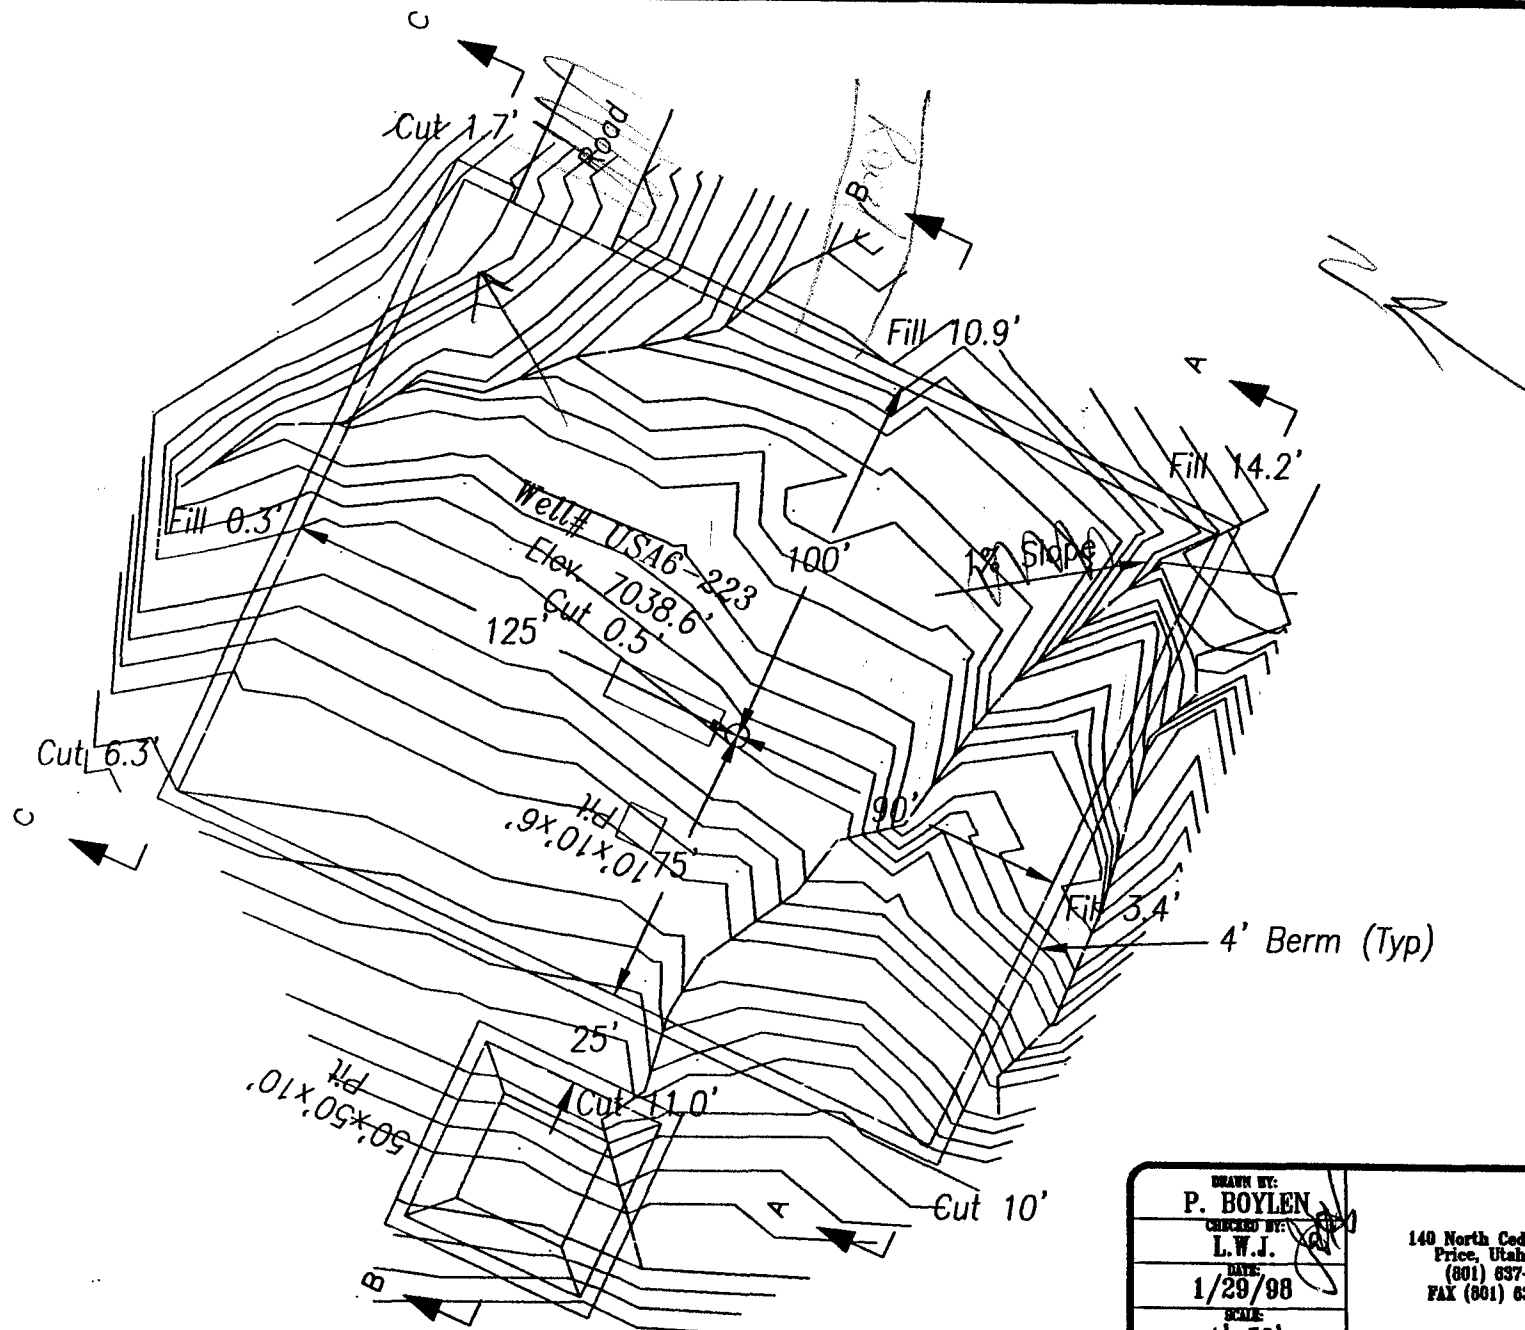 C
Cut 1.7'
Road
Road
B
Fill 10.9'
A
Fill 14.2'
Fill 0.3'
Well# USA6-223
Elev. 7038.6'
Cut 0.5'
100'
1% Slope
125'
Cut 6.3'
C
90'
10'x10'x6'
Pit
75'
Fill 3.4'
4' Berm (Typ)
25'
50'x50'x10'
Pit
Cut 11.0'
Cut 10'
A
B
DRAWN BY:
P. BOYLEN
CHECKED BY:
L.W.J.
DATE:
1/29/98
SCALE:
140 North
Price, Utah
(801) 637-
FAX (801)